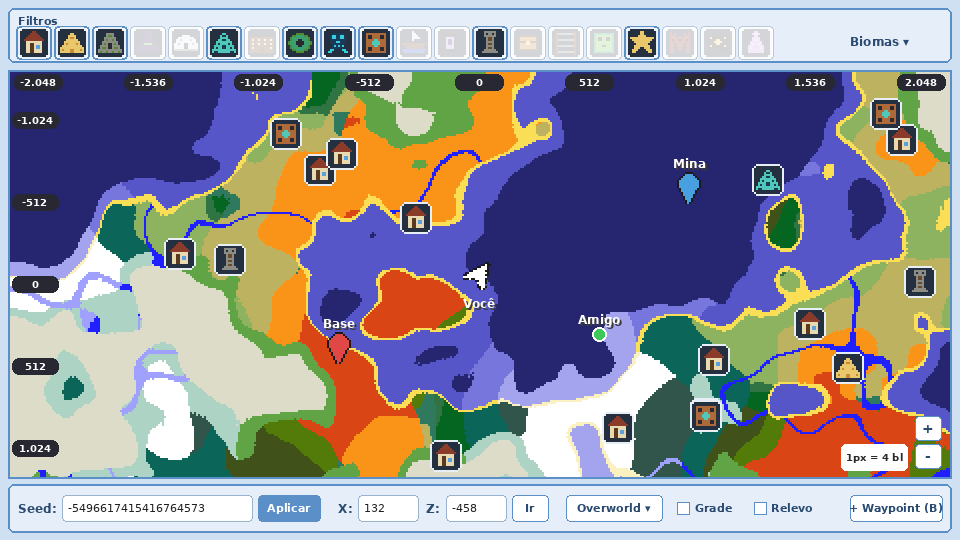 Filtros
Biomas ▾
-2.048 -1.536 -1.024 -512 0 512 1.024 1.536 2.048
-1.024
Mina
-512
0
Você
Amigo
Base
512
+
1.024
1px = 4 bl
-
Seed: -5496617415416764573 Aplicar X: 132 Z: -458 Ir Overworld ▾ Grade Relevo + Waypoint (B)